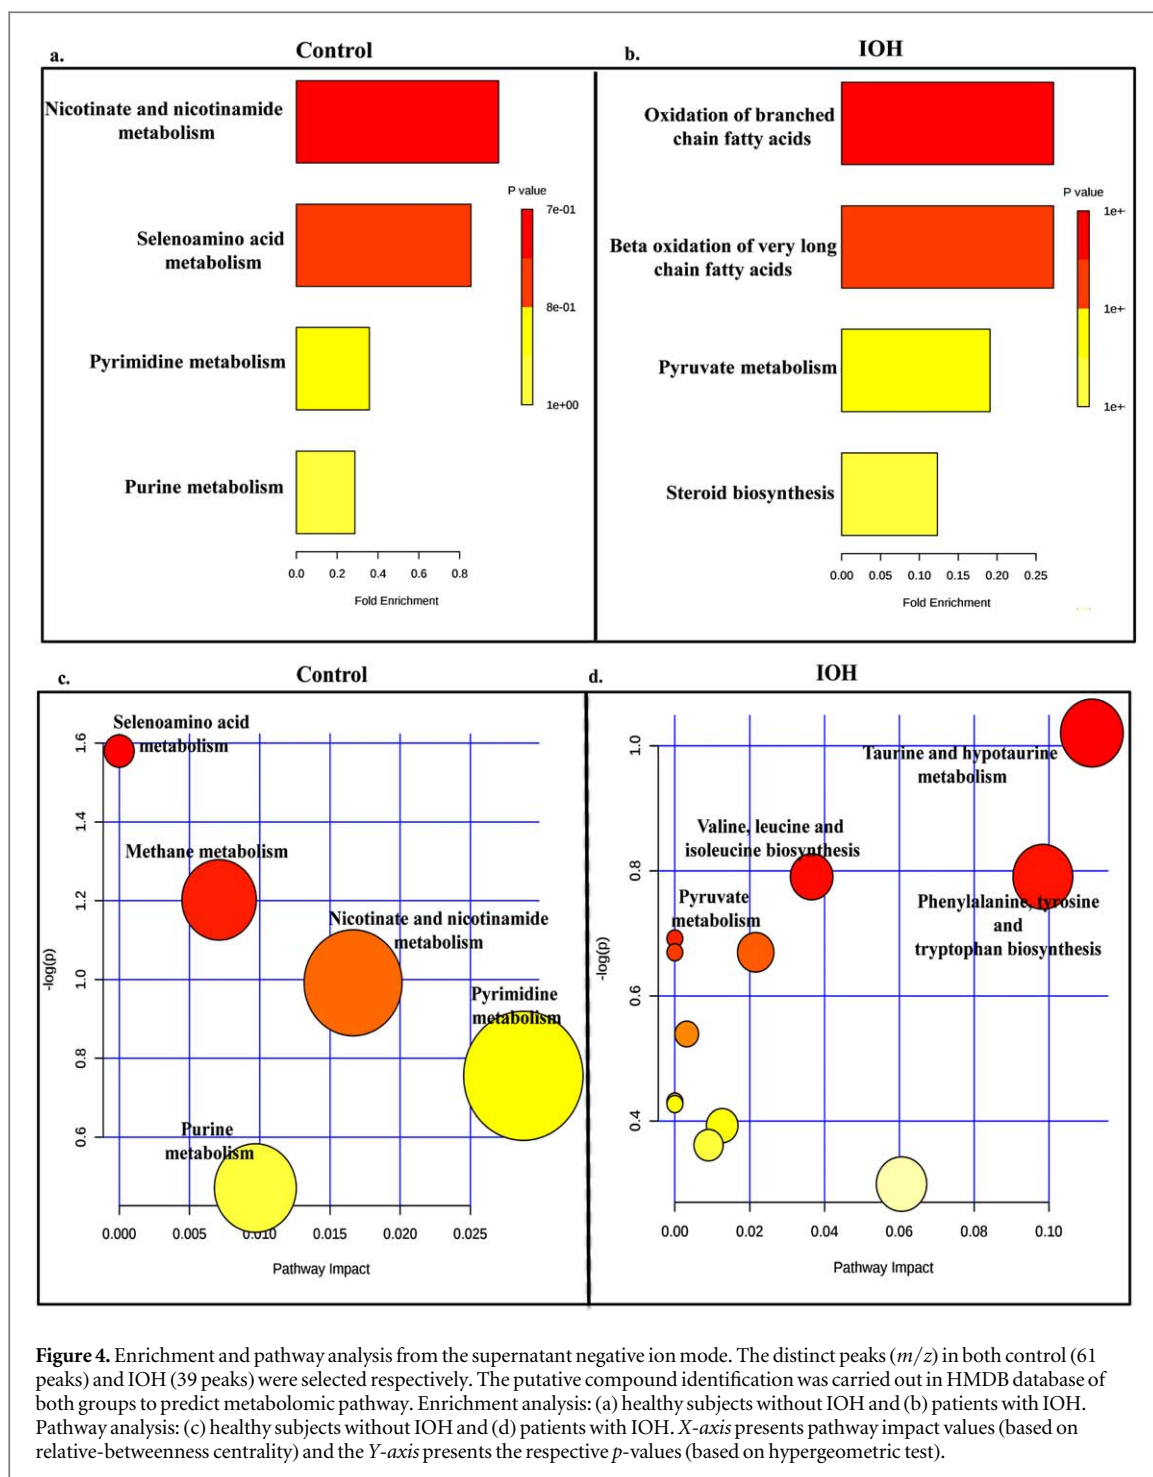 a.
Control
Nicotinate and nicotinamide
metabolism
Selenoamino acid
metabolism
Pyrimidine metabolism
Purine metabolism
P value
7e-01
8e-01
1e+00
0.0 0.2 0.4 0.6 0.8
Fold Enrichment
b.
IOH
Oxidation of branched
chain fatty acids
Beta oxidation of very long
chain fatty acids
Pyruvate metabolism
Steroid biosynthesis
P value
1e+
1e+
1e+
0.00 0.05 0.10 0.15 0.20 0.25
Fold Enrichment
c.
Control
Selenoamino acid
metabolism
Methane metabolism
Nicotinate and nicotinamide
metabolism
Pyrimidine
metabolism
Purine
metabolism
1.6
1.4
1.2
1.0
0.8
0.6
-log(p)
0.000 0.005 0.010 0.015 0.020 0.025
Pathway Impact
d.
IOH
Taurine and hypotaurine
metabolism
Valine, leucine and
isoleucine biosynthesis
Pyruvate
metabolism
Phenylalanine, tyrosine
and
tryptophan biosynthesis
1.0
0.8
0.6
0.4
-log(p)
0.00 0.02 0.04 0.06 0.08 0.10
Pathway Impact
Figure 4. Enrichment and pathway analysis from the supernatant negative ion mode. The distinct peaks (m/z) in both control (61
peaks) and IOH (39 peaks) were selected respectively. The putative compound identification was carried out in HMDB database of
both groups to predict metabolomic pathway. Enrichment analysis: (a) healthy subjects without IOH and (b) patients with IOH.
Pathway analysis: (c) healthy subjects without IOH and (d) patients with IOH. X-axis presents pathway impact values (based on
relative-betweenness centrality) and the Y-axis presents the respective p-values (based on hypergeometric test).